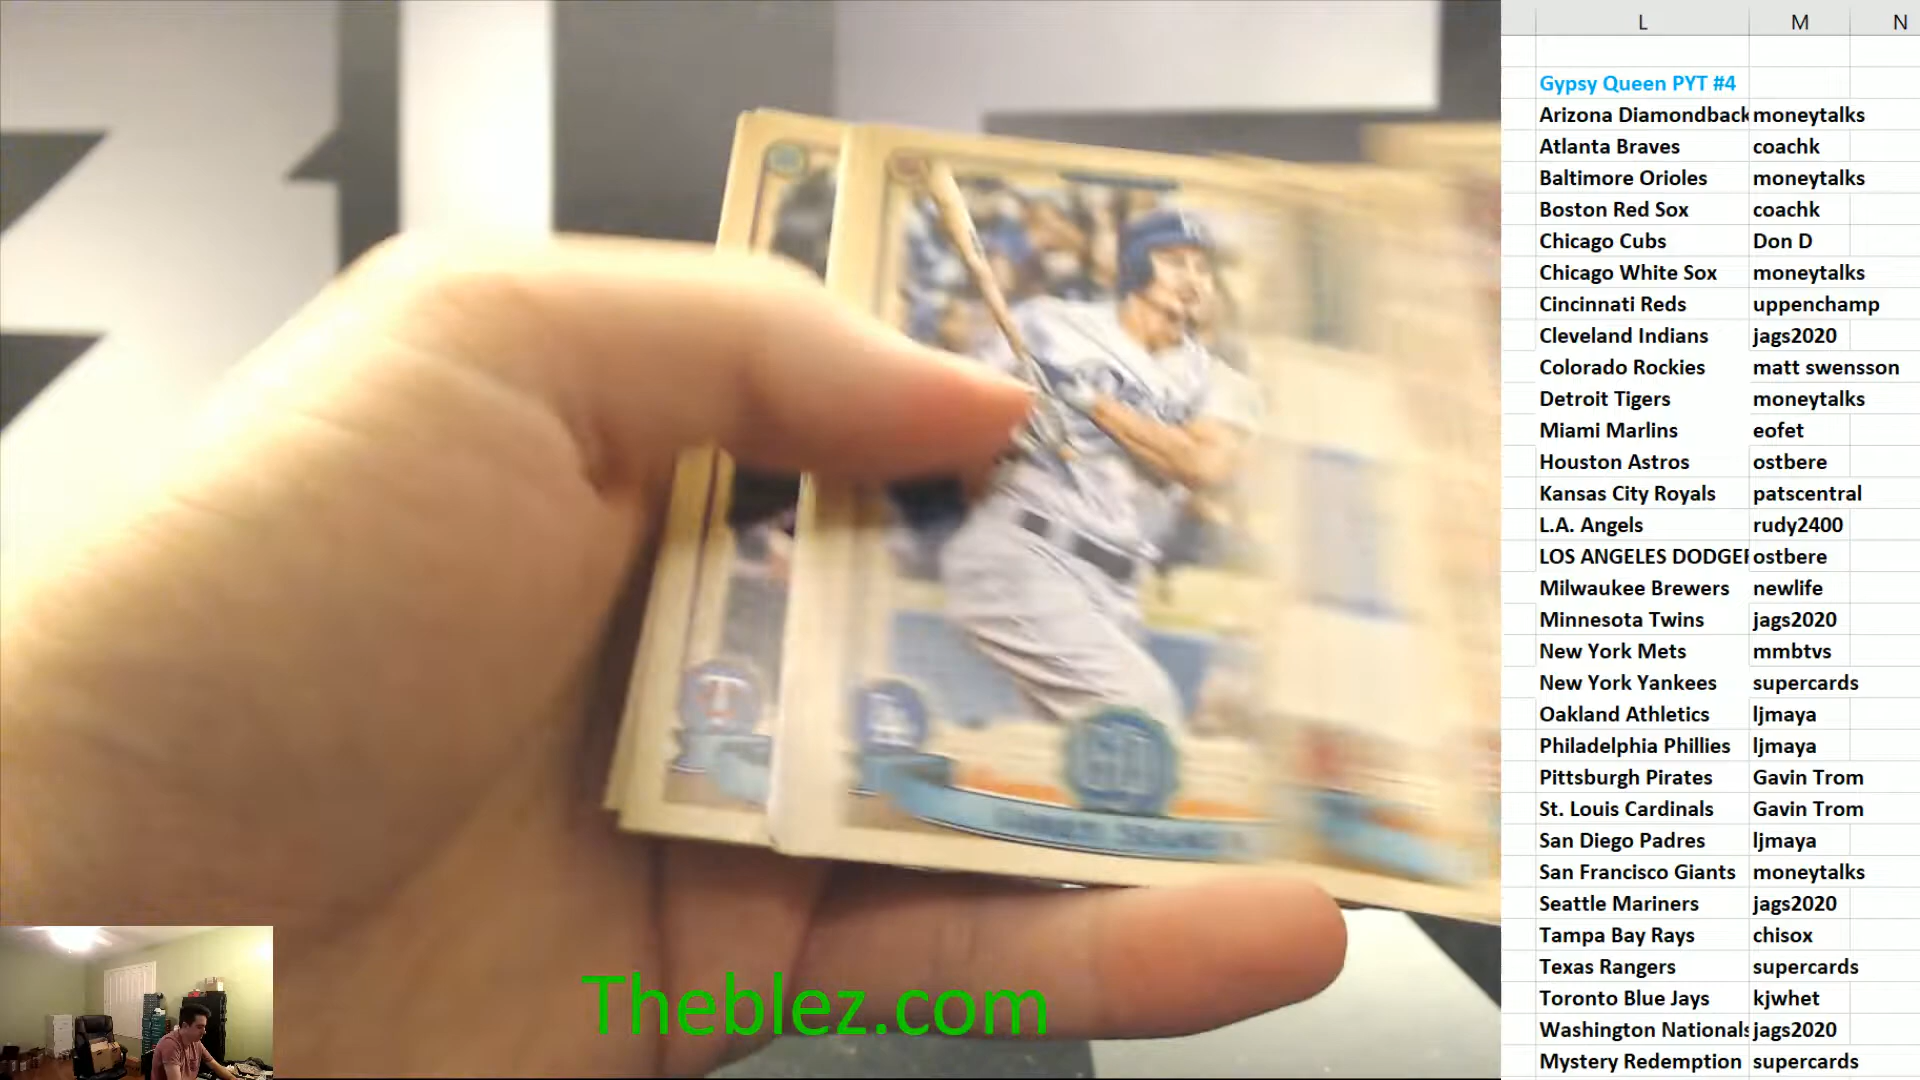 L M N
Gypsy Queen PYT #4
Arizona Diamondback moneytalks
Atlanta Braves coachk
Baltimore Orioles moneytalks
Boston Red Sox coachk
Chicago Cubs Don D
Chicago White Sox moneytalks
Cincinnati Reds uppenchamp
Cleveland Indians jags2020
Colorado Rockies matt swensson
Detroit Tigers moneytalks
Miami Marlins eofet
Houston Astros ostbere
Kansas City Royals patscentral
L.A. Angels rudy2400
LOS ANGELES DODGER ostbere
Milwaukee Brewers newlife
Minnesota Twins jags2020
New York Mets mmbtvs
New York Yankees supercards
Oakland Athletics ljmaya
Philadelphia Phillies ljmaya
Pittsburgh Pirates Gavin Trom
St. Louis Cardinals Gavin Trom
San Diego Padres ljmaya
San Francisco Giants moneytalks
Seattle Mariners jags2020
Tampa Bay Rays chisox
Texas Rangers supercards
Toronto Blue Jays kjwhet
Washington Nationals jags2020
Mystery Redemption supercards
GQ
Theblez.com